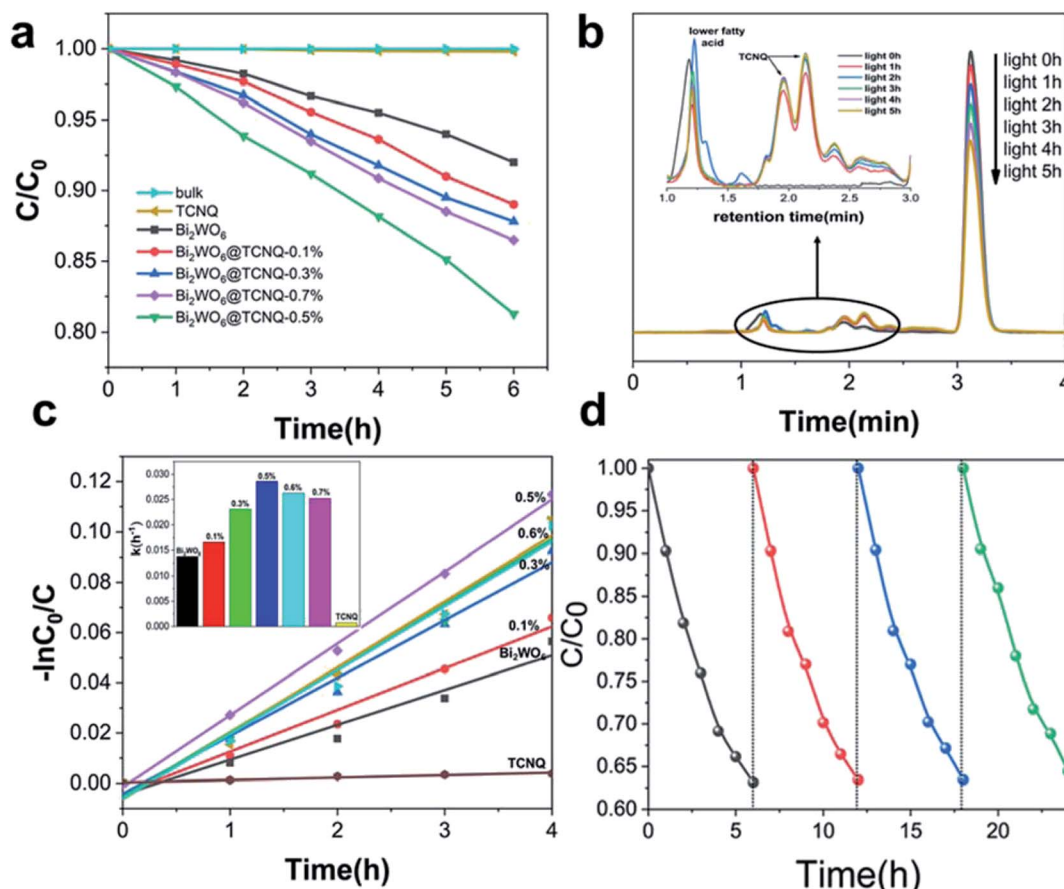 a
1.00
0.95
0.90
0.85
0.80
C/C0
bulk
TCNQ
Bi2WO6
Bi2WO6@TCNQ-0.1%
Bi2WO6@TCNQ-0.3%
Bi2WO6@TCNQ-0.7%
Bi2WO6@TCNQ-0.5%
0 1 2 3 4 5 6
Time(h)
b
lower fatty
acid
TCNQ
light 0h
light 1h
light 2h
light 3h
light 4h
light 5h
1.0 1.5 2.0 2.5 3.0
retention time(min)
light 0h
light 1h
light 2h
light 3h
light 4h
light 5h
0 1 2 3 4
Time(min)
c
0.12
0.10
0.08
0.06
0.04
0.02
0.00
-lnC0/C
0.030
0.025
0.020
0.015
0.010
0.005
0.000
k(h-1)
Bi2WO6
0.1%
0.3%
0.5%
0.6%
0.7%
TCNQ
0.5%
0.6%
0.3%
0.1%
Bi2WO6
TCNQ
0 1 2 3 4
Time(h)
d
1.00
0.95
0.90
0.85
0.80
0.75
0.70
0.65
0.60
C/C0
0 5 10 15 20
Time(h)